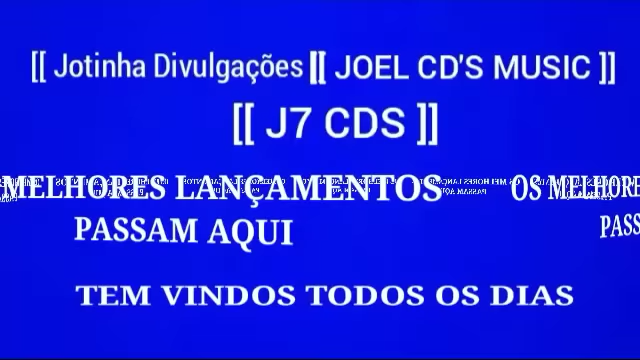 [[ Jotinha Divulgações [[ JOEL CD'S MUSIC ]]
[[ J7 CDS ]]
MELHORES LANÇAMENTOS OS MELHORE
PASSAM AQUI PASS
TEM VINDOS TODOS OS DIAS